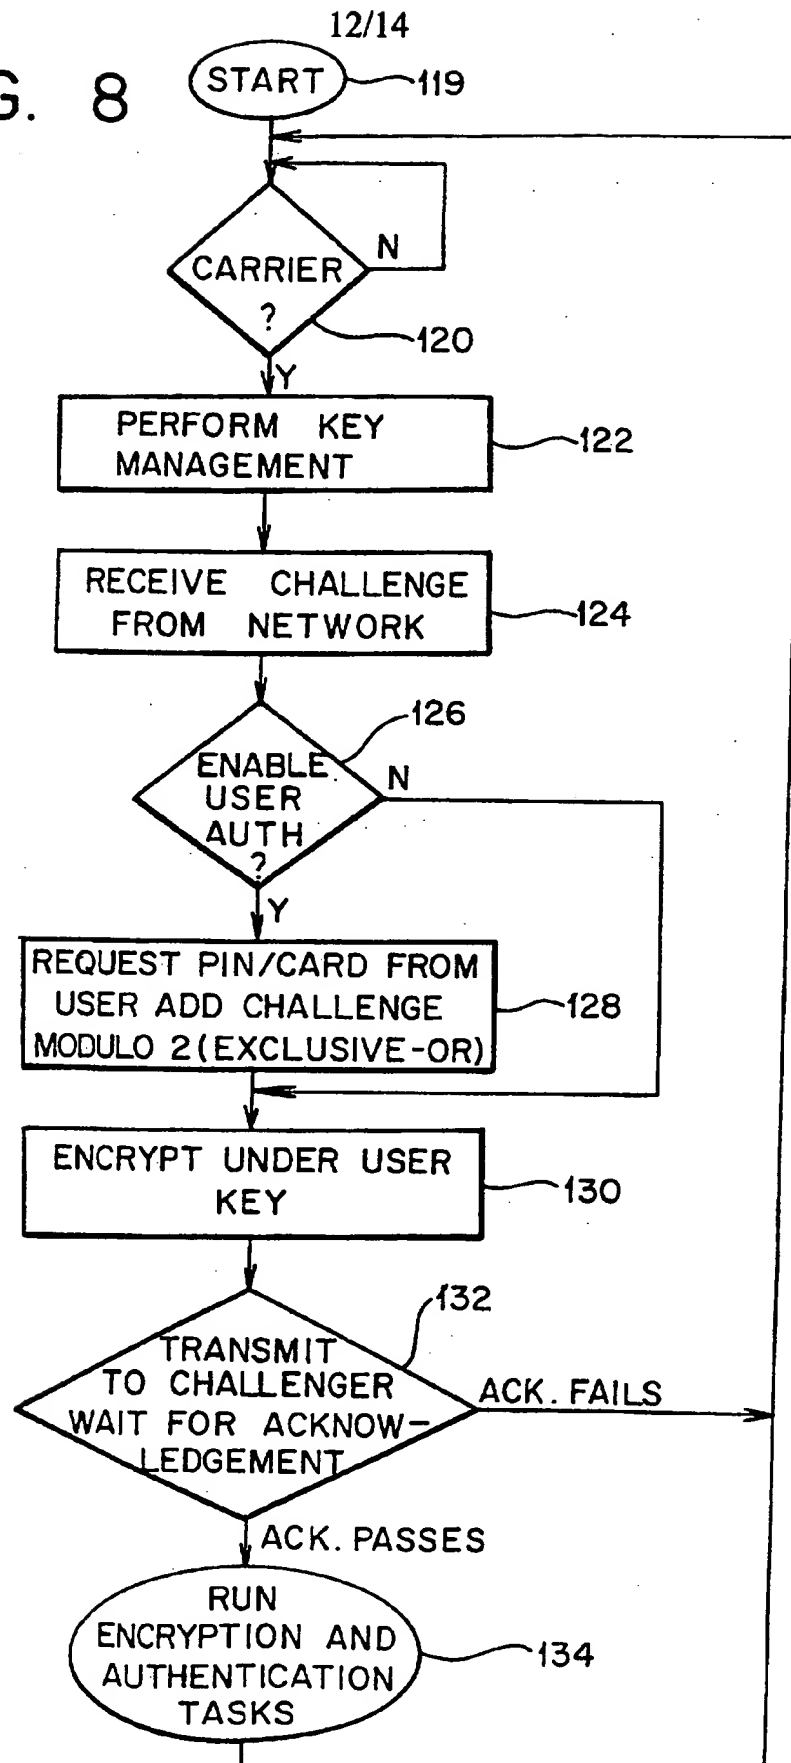 12/14
G. 8
START
119
N
CARRIER
?
120
Y
PERFORM KEY
MANAGEMENT
122
RECEIVE CHALLENGE
FROM NETWORK
124
126
ENABLE
USER
AUTH
?
N
Y
REQUEST PIN/CARD FROM
USER ADD CHALLENGE
MODULO 2(EXCLUSIVE-OR)
128
ENCRYPT UNDER USER
KEY
130
132
TRANSMIT
TO CHALLENGER
WAIT FOR ACKNOW-
LEDGEMENT
ACK. FAILS
ACK. PASSES
RUN
ENCRYPTION AND
AUTHENTICATION
TASKS
134